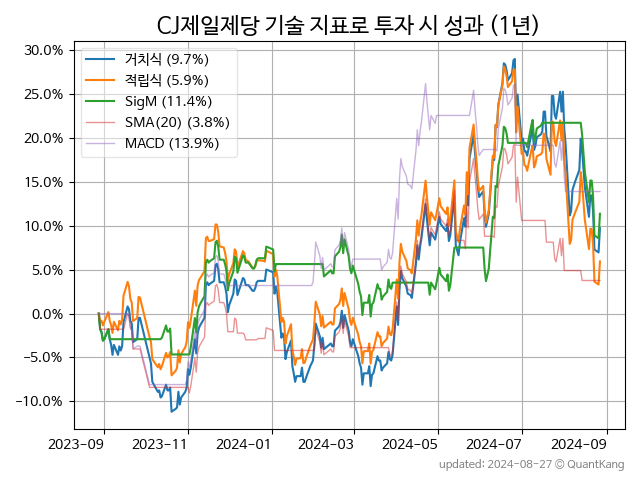 CJ제일제당 기술 지표로 투자 시 성과 (1년)
30.0%
25.0%
20.0%
15.0%
10.0%
5.0%
0.0%
−5.0%
−10.0%
거치식 (9.7%)
적립식 (5.9%)
SigM (11.4%)
SMA(20) (3.8%)
MACD (13.9%)
2023-09 2023-11 2024-01 2024-03 2024-05 2024-07 2024-09
updated: 2024-08-27 © QuantKang